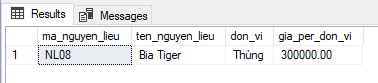 Results Messages
ma_nguyen_lieu ten_nguyen_lieu don_vi gia_per_don_vi
1 NL08 Bia Tiger Thùng 300000.00